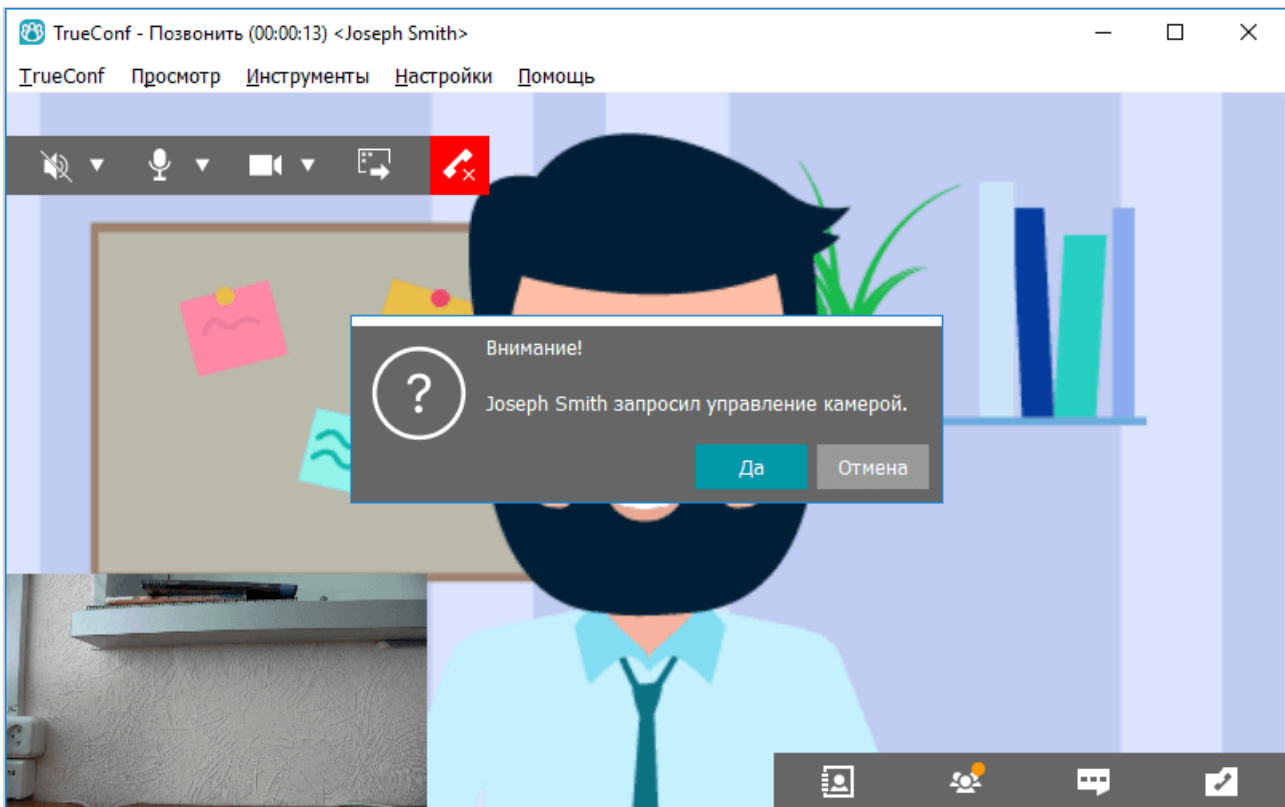 TrueConf - Позвонить (00:00:13) <Joseph Smith>
TrueConf Просмотр Инструменты Настройки Помощь
Внимание!
Joseph Smith запросил управление камерой.
Да Отмена